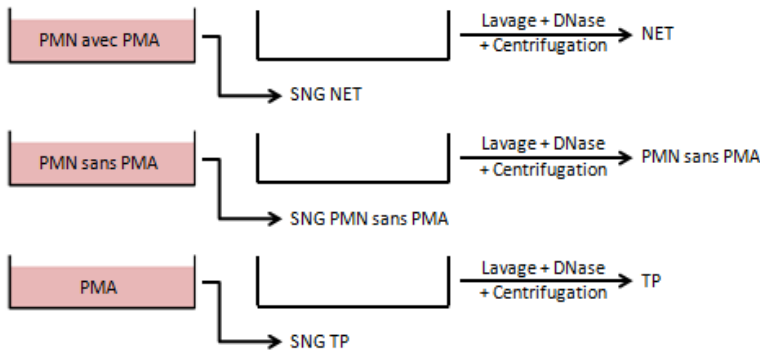 PMN avec PMA
Lavage + DNase
+ Centrifugation
NET
SNG NET
PMN sans PMA
Lavage + DNase
+ Centrifugation
PMN sans PMA
SNG PMN sans PMA
PMA
Lavage + DNase
+ Centrifugation
TP
SNG TP